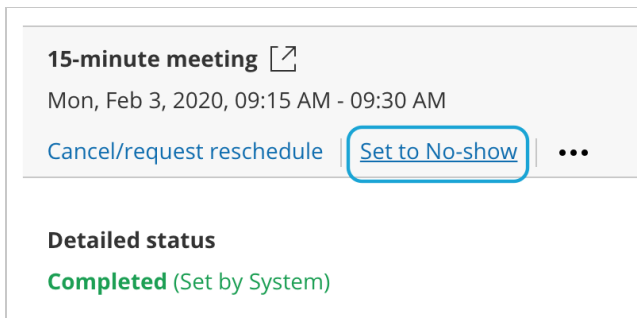 15-minute meeting
Mon, Feb 3, 2020, 09:15 AM - 09:30 AM
Cancel/request reschedule | Set to No-show | •••
Detailed status
Completed (Set by System)